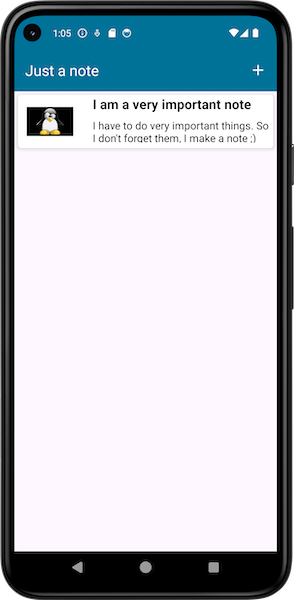 1:05
Just a note
+
I am a very important note
I have to do very important things. So
I don't forget them, I make a note ;)